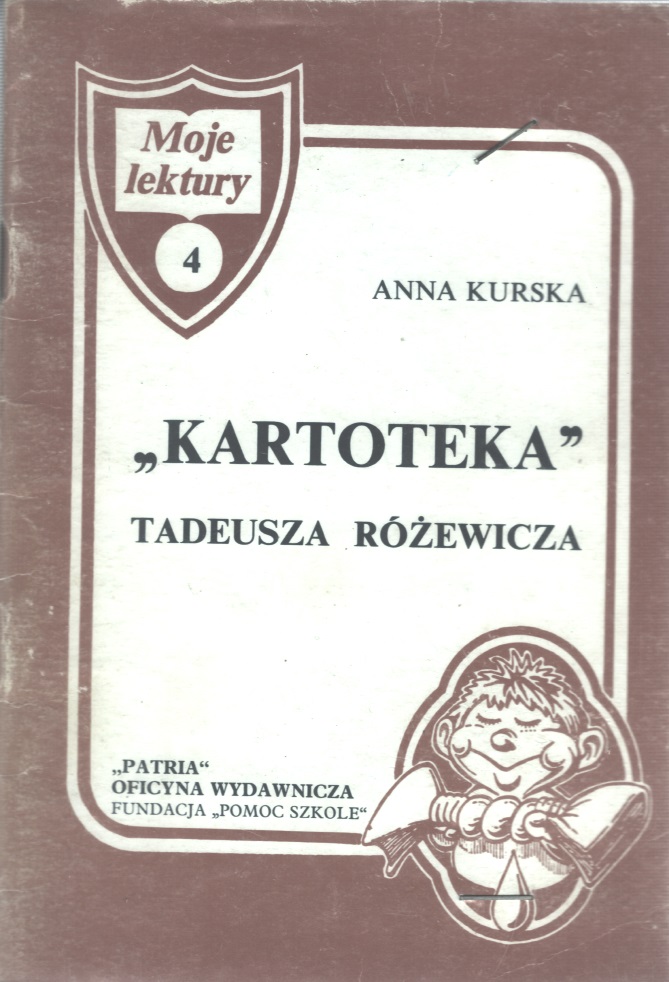 Moje
lektury
4
ANNA KURSKA
„KARTOTEKA”
TADEUSZA RÓŻEWICZA
„PATRIA“
OFICYNA WYDAWNICZA
FUNDACJA „POMOC SZKOLE“